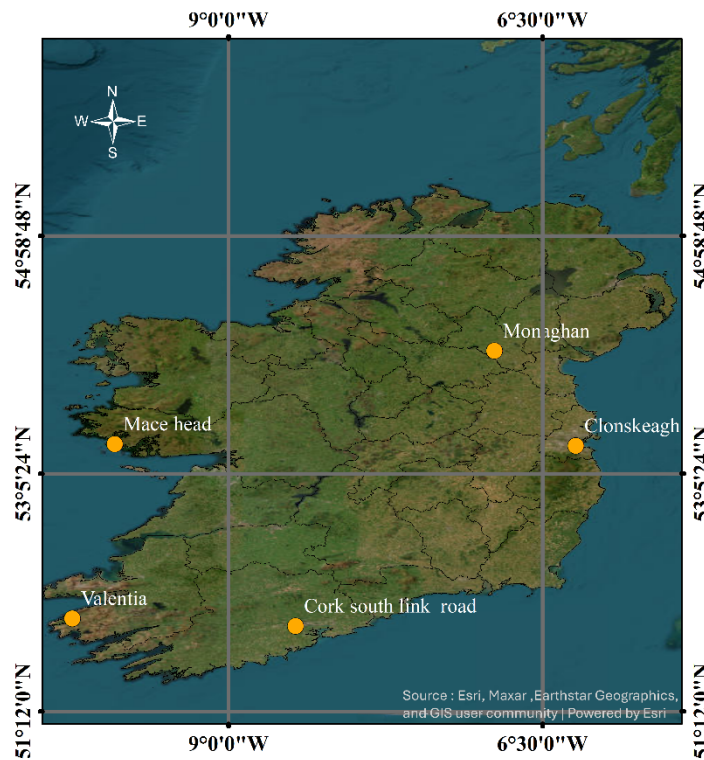 9°0'0"W 6°30'0"W
N
W E
S
54°58'48"N 54°58'48"N
Monaghan
Mace head
Clonskeagh
53°5'24"N 53°5'24"N
Valentia
Cork south link road
Source : Esri, Maxar ,Earthstar Geographics,
and GIS user community | Powered by Esri
51°12'0"N 51°12'0"N
9°0'0"W 6°30'0"W